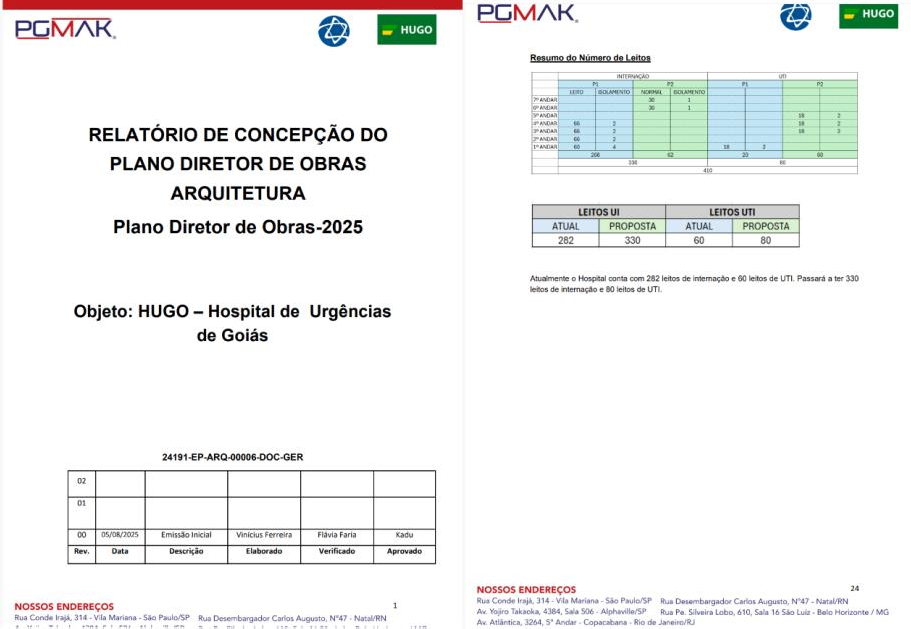 PGMAK
HUGO
RELATÓRIO DE CONCEPÇÃO DO
PLANO DIRETOR DE OBRAS
ARQUITETURA
Plano Diretor de Obras-2025
Objeto: HUGO – Hospital de Urgências
de Goiás
24191-EP-ARQ-00006-DOC-GER
02
01
00 05/08/2025 Emissão Inicial Vinícius Ferreira Flávia Faria Kadu
Rev. Data Descrição Elaborado Verificado Aprovado
1
NOSSOS ENDEREÇOS
Rua Conde Irajá, 314 - Vila Mariana - São Paulo/SP Rua Desembargador Carlos Augusto, N°47 - Natal/RN
PGMAK
HUGO
Resumo do Número de Leitos
INTERNAÇÃO UTI
P1 P2 P1 P2
LEITO ISOLAMENTO NORMAL ISOLAMENTO
7º ANDAR 30 1
6º ANDAR 30 1
5º ANDAR 18 2
4º ANDAR 66 2 18 2
3º ANDAR 66 2 18 2
2º ANDAR 66 2
1º ANDAR 60 4 18 2
268 62 20 60
330 80
410
LEITOS UI LEITOS UTI
ATUAL PROPOSTA ATUAL PROPOSTA
282 330 60 80
Atualmente o Hospital conta com 282 leitos de internação e 60 leitos de UTI. Passará a ter 330
leitos de internação e 80 leitos de UTI.
24
NOSSOS ENDEREÇOS
Rua Conde Irajá, 314 - Vila Mariana - São Paulo/SP Rua Desembargador Carlos Augusto, N°47 - Natal/RN
Av. Yojiro Takaoka, 4384, Sala 506 - Alphaville/SP Rua Pe. Silveira Lobo, 610, Sala 16 São Luiz - Belo Horizonte / MG
Av. Atlântica, 3264, 5° Andar - Copacabana - Rio de Janeiro/RJ